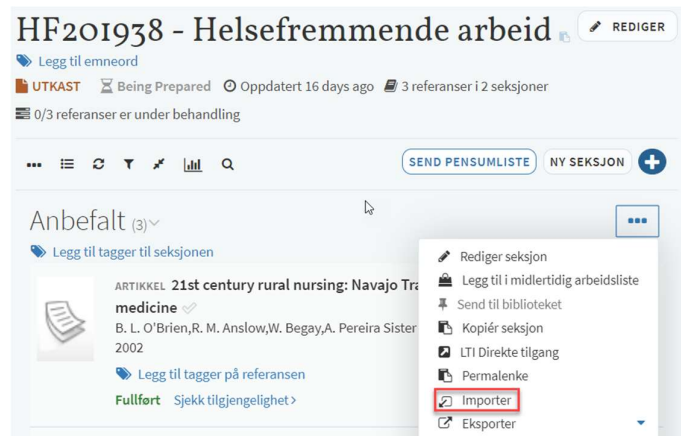 HF201938 - Helsefremmende arbeid
REDIGER
Legg til emneord
UTKAST Being Prepared Oppdatert 16 days ago 3 referanser i 2 seksjoner
0/3 referanser er under behandling
SEND PENSUMLISTE NY SEKSJON
Anbefalt (3)
Legg til tagger til seksjonen
ARTIKKEL 21st century rural nursing: Navajo Tra
medicine
B. L. O'Brien,R. M. Anslow,W. Begay,A. Pereira Sister
2002
Legg til tagger på referansen
Fullført Sjekk tilgjengelighet
Rediger seksjon
Legg til i midlertidig arbeidsliste
Send til biblioteket
Kopiér seksjon
LTI Direkte tilgang
Permalenke
Importer
Eksporter